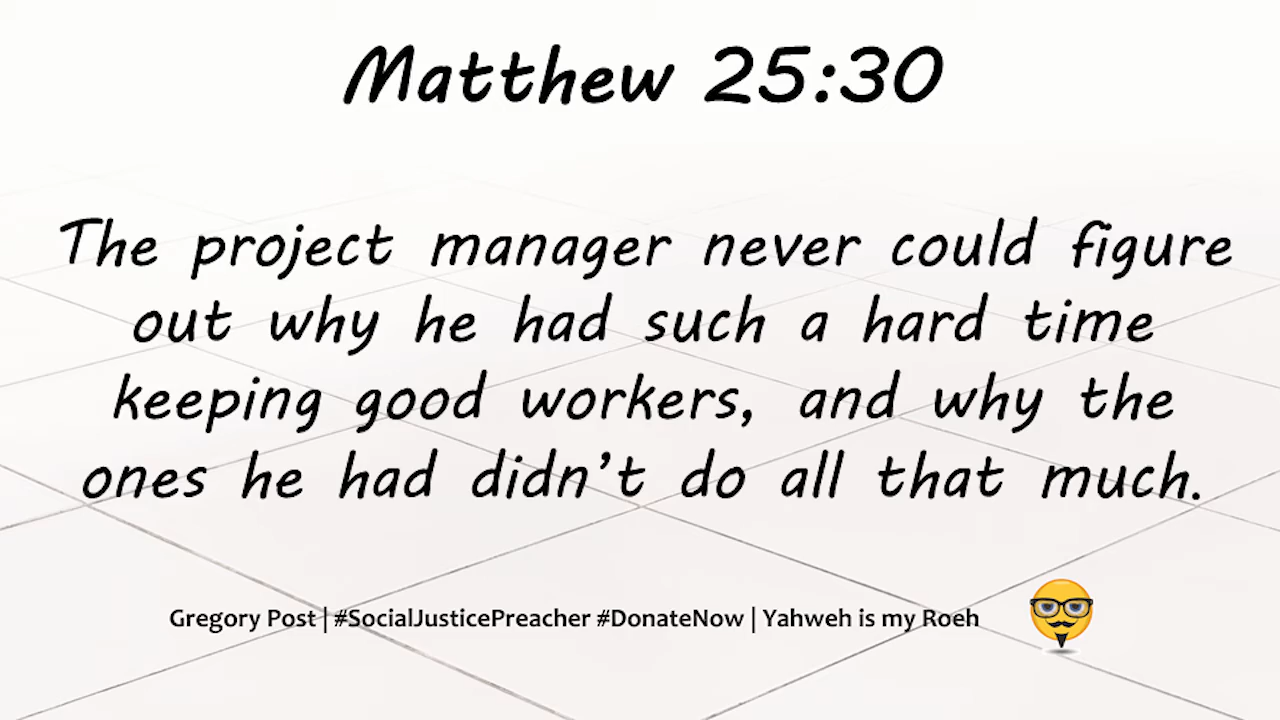 Matthew 25:30
The project manager never could figure
out why he had such a hard time
keeping good workers, and why the
ones he had didn’t do all that much.
Gregory Post | #SocialJusticePreacher #DonateNow | Yahweh is my Roeh